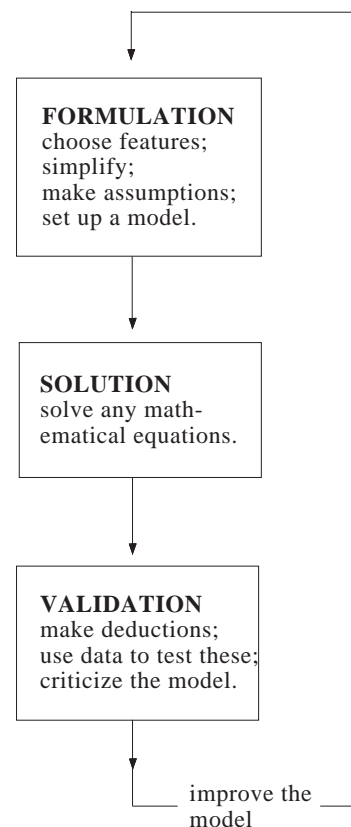 FORMULATION
choose features;
simplify;
make assumptions;
set up a model.
SOLUTION
solve any math-
ematical equations.
VALIDATION
make deductions;
use data to test these;
criticize the model.
improve the
model